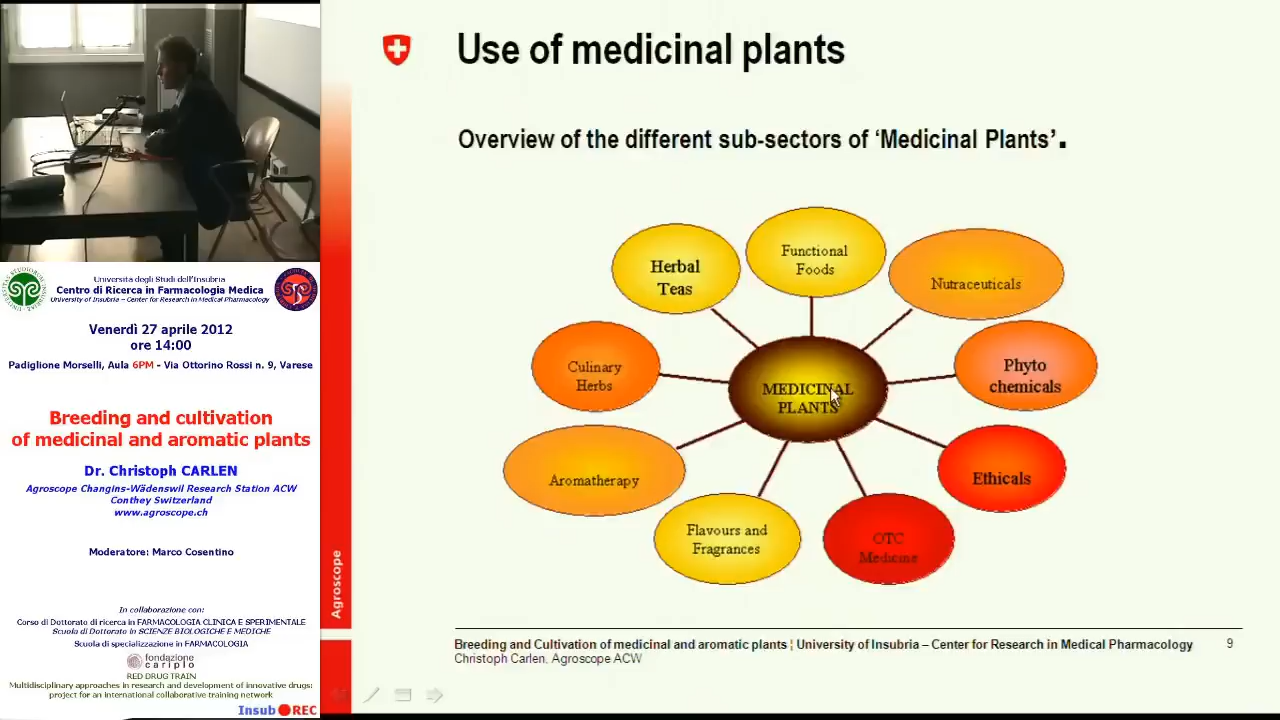 Università degli Studi dell'Insubria
Centro di Ricerca in Farmacologia Medica
University of Insubria – Center for Research in Medical Pharmacology
Venerdì 27 aprile 2012
ore 14:00
Padiglione Morselli, Aula 6PM - Via Ottorino Rossi n. 9, Varese
Breeding and cultivation
of medicinal and aromatic plants
Dr. Christoph CARLEN
Agroscope Changins-Wädenswil Research Station ACW
Conthey Switzerland
www.agroscope.ch
Moderatore: Marco Cosentino
In collaborazione con:
Corso di Dottorato di ricerca in FARMACOLOGIA CLINICA E SPERIMENTALE
Scuola di Dottorato in SCIENZE BIOLOGICHE E MEDICHE
Scuola di specializzazione in FARMACOLOGIA
fondazione
cariplo
RED DRUG TRAIN
Multidisciplinary approaches in research and development of innovative drugs:
project for an international collaborative training network
Insub REC
Agroscope
Use of medicinal plants
Overview of the different sub-sectors of 'Medicinal Plants'.
Herbal
Teas
Functional
Foods
Nutraceuticals
Culinary
Herbs
MEDICINAL
PLANTS
Phyto
chemicals
Aromatherapy
Ethicals
Flavours and
Fragrances
OTC
Medicine
Breeding and Cultivation of medicinal and aromatic plants ¦ University of Insubria – Center for Research in Medical Pharmacology 9
Christoph Carlen, Agroscope ACW